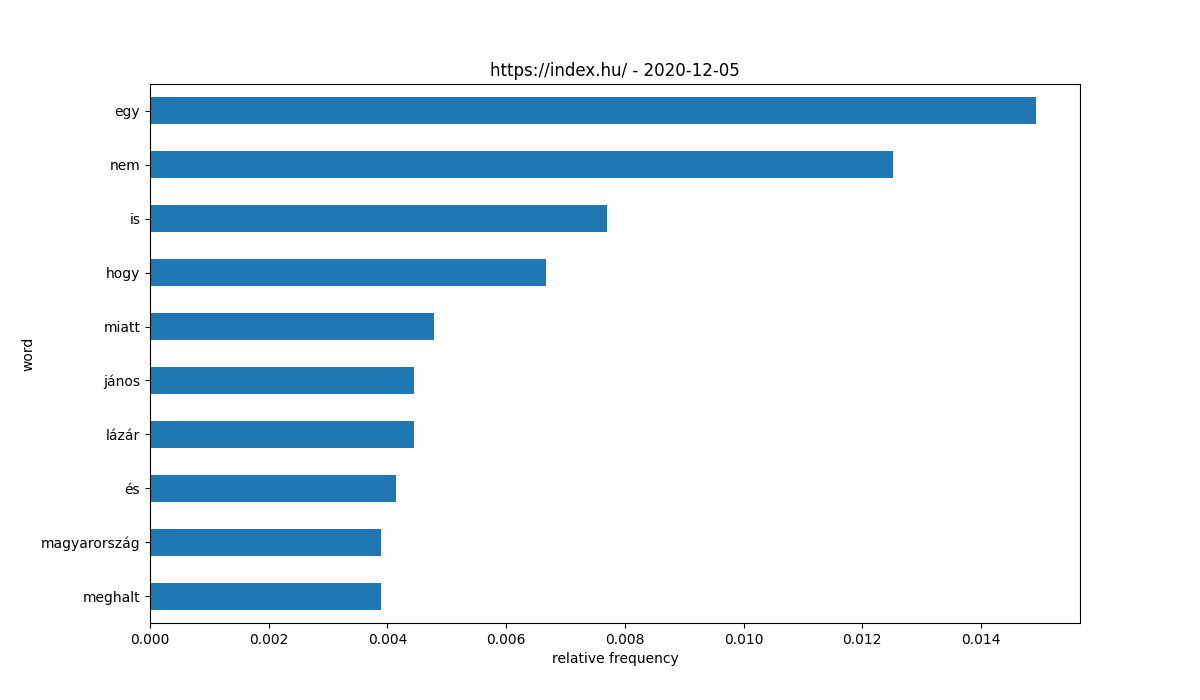 https://index.hu/ - 2020-12-05
egy
nem
is
hogy
miatt
jános
lázár
és
magyarország
meghalt
word
0.000 0.002 0.004 0.006 0.008 0.010 0.012 0.014
relative frequency